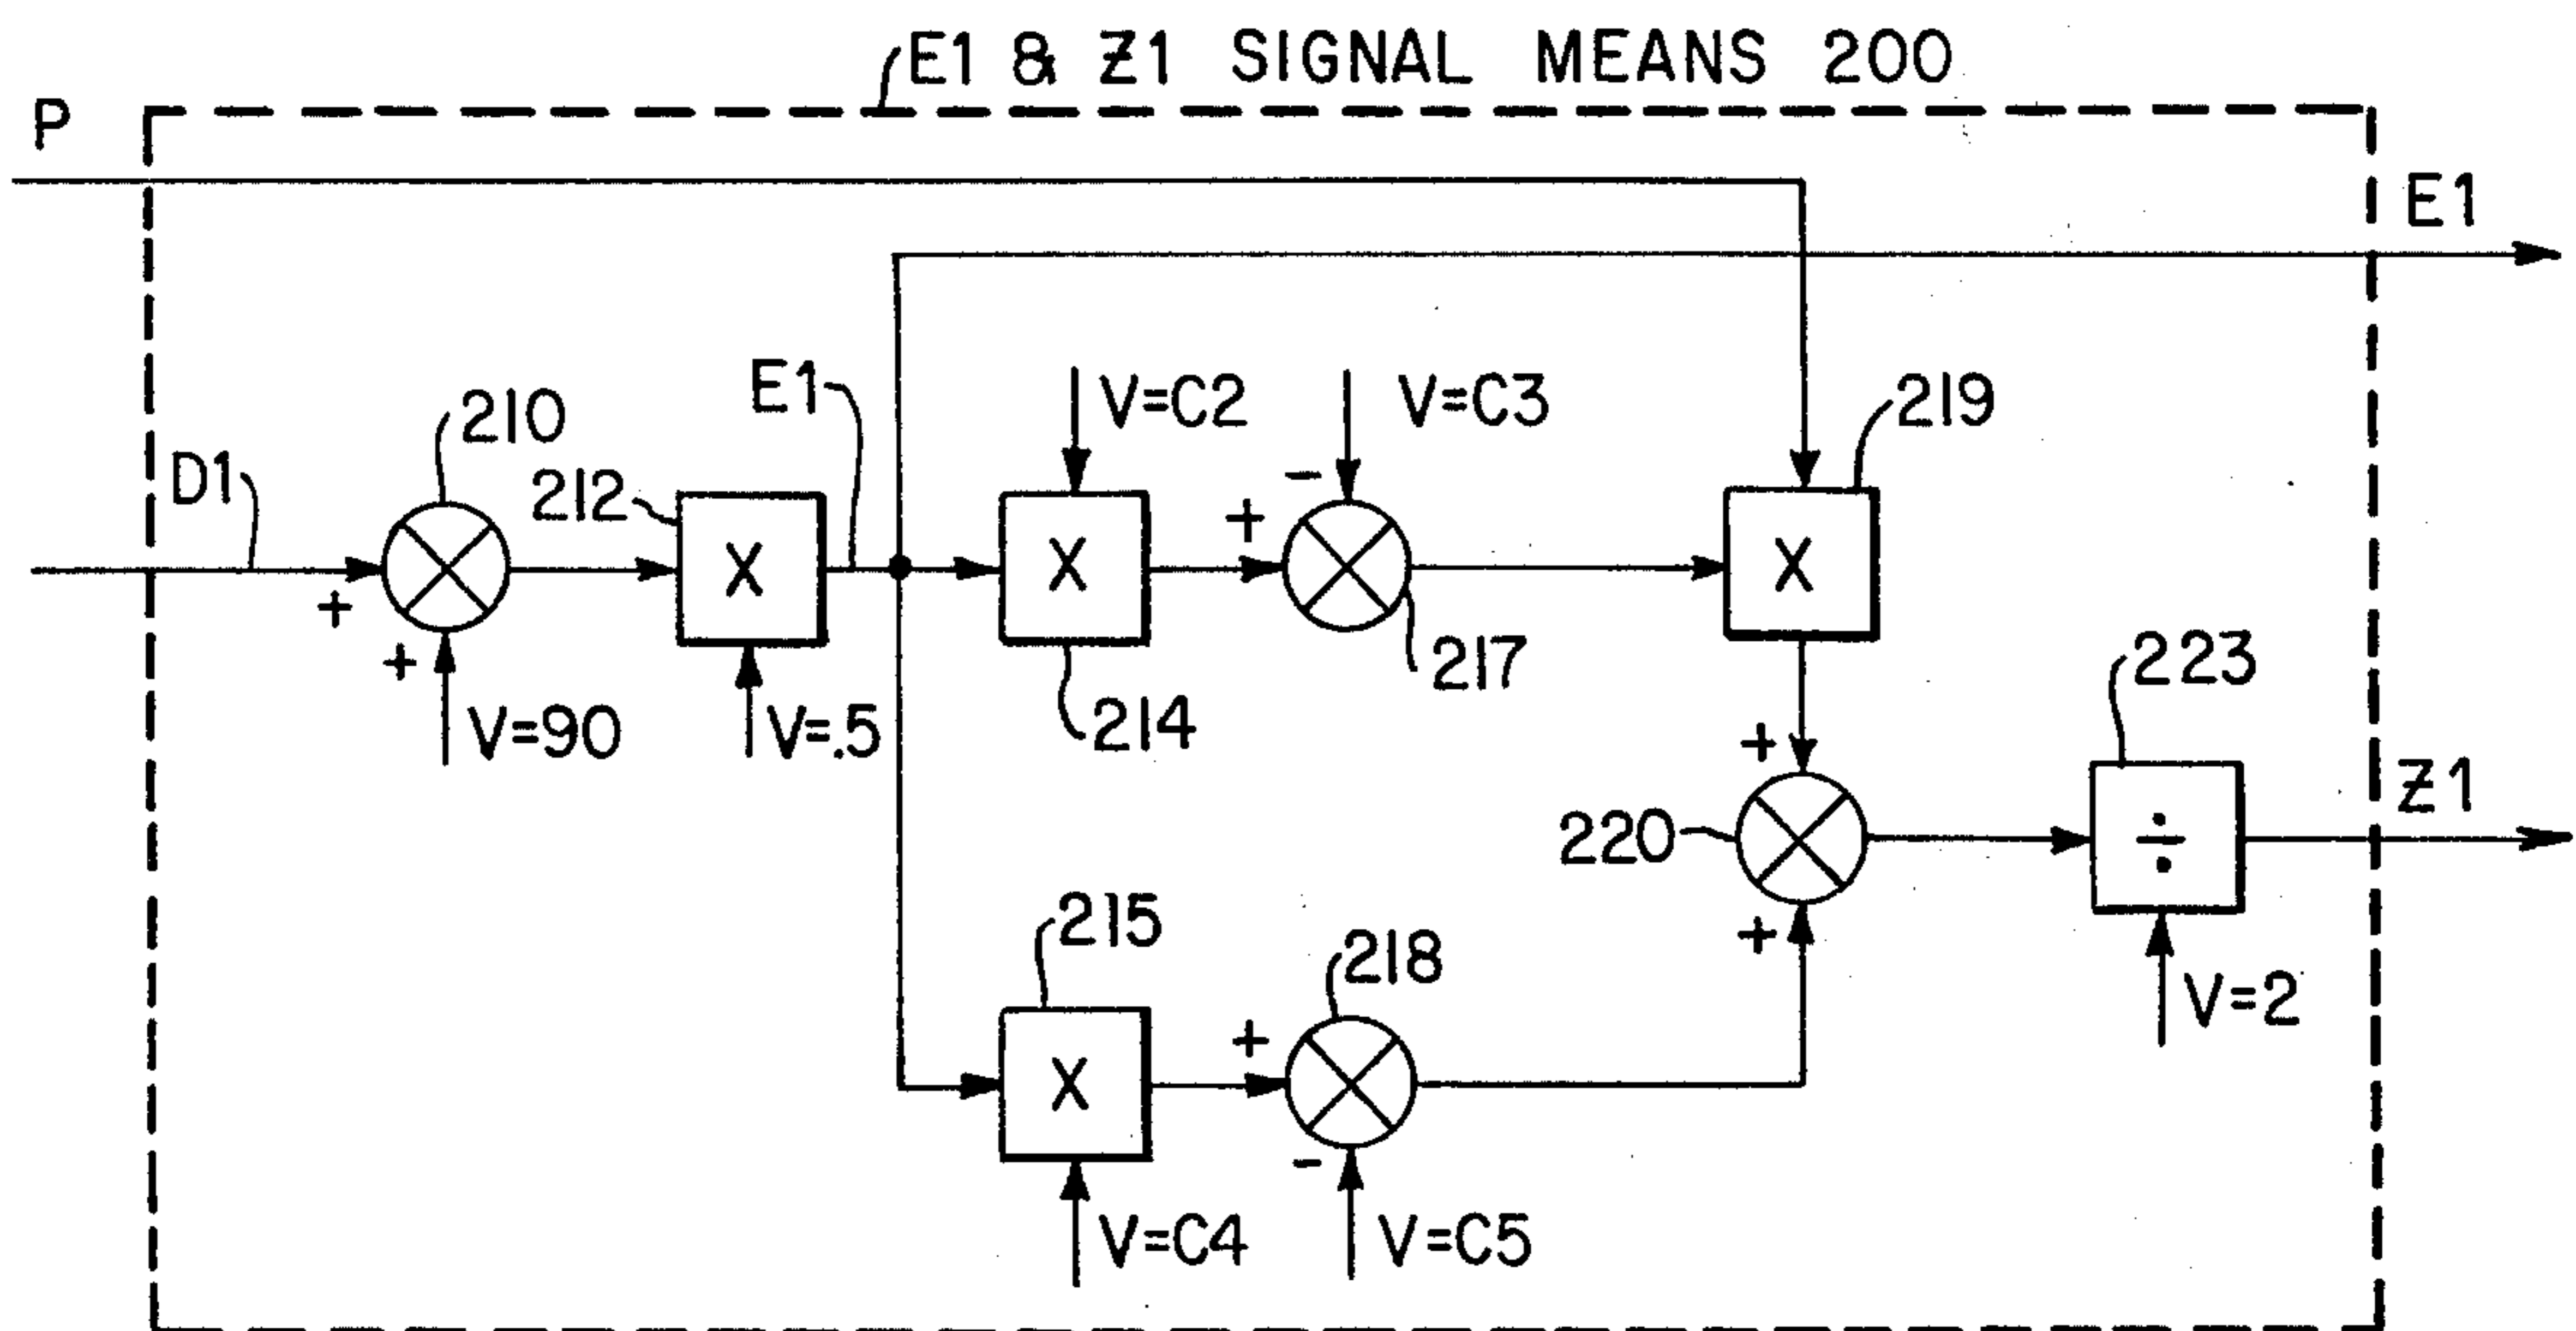 E1 & Z1 SIGNAL MEANS 200
P
E1
D1
+
+
210
V=90
212
X
V=.5
E1
V=C2
X
214
+
-
V=C3
217
219
X
+
220
+
223
÷
V=2
Z1
215
X
V=C4
+
218
-
V=C5